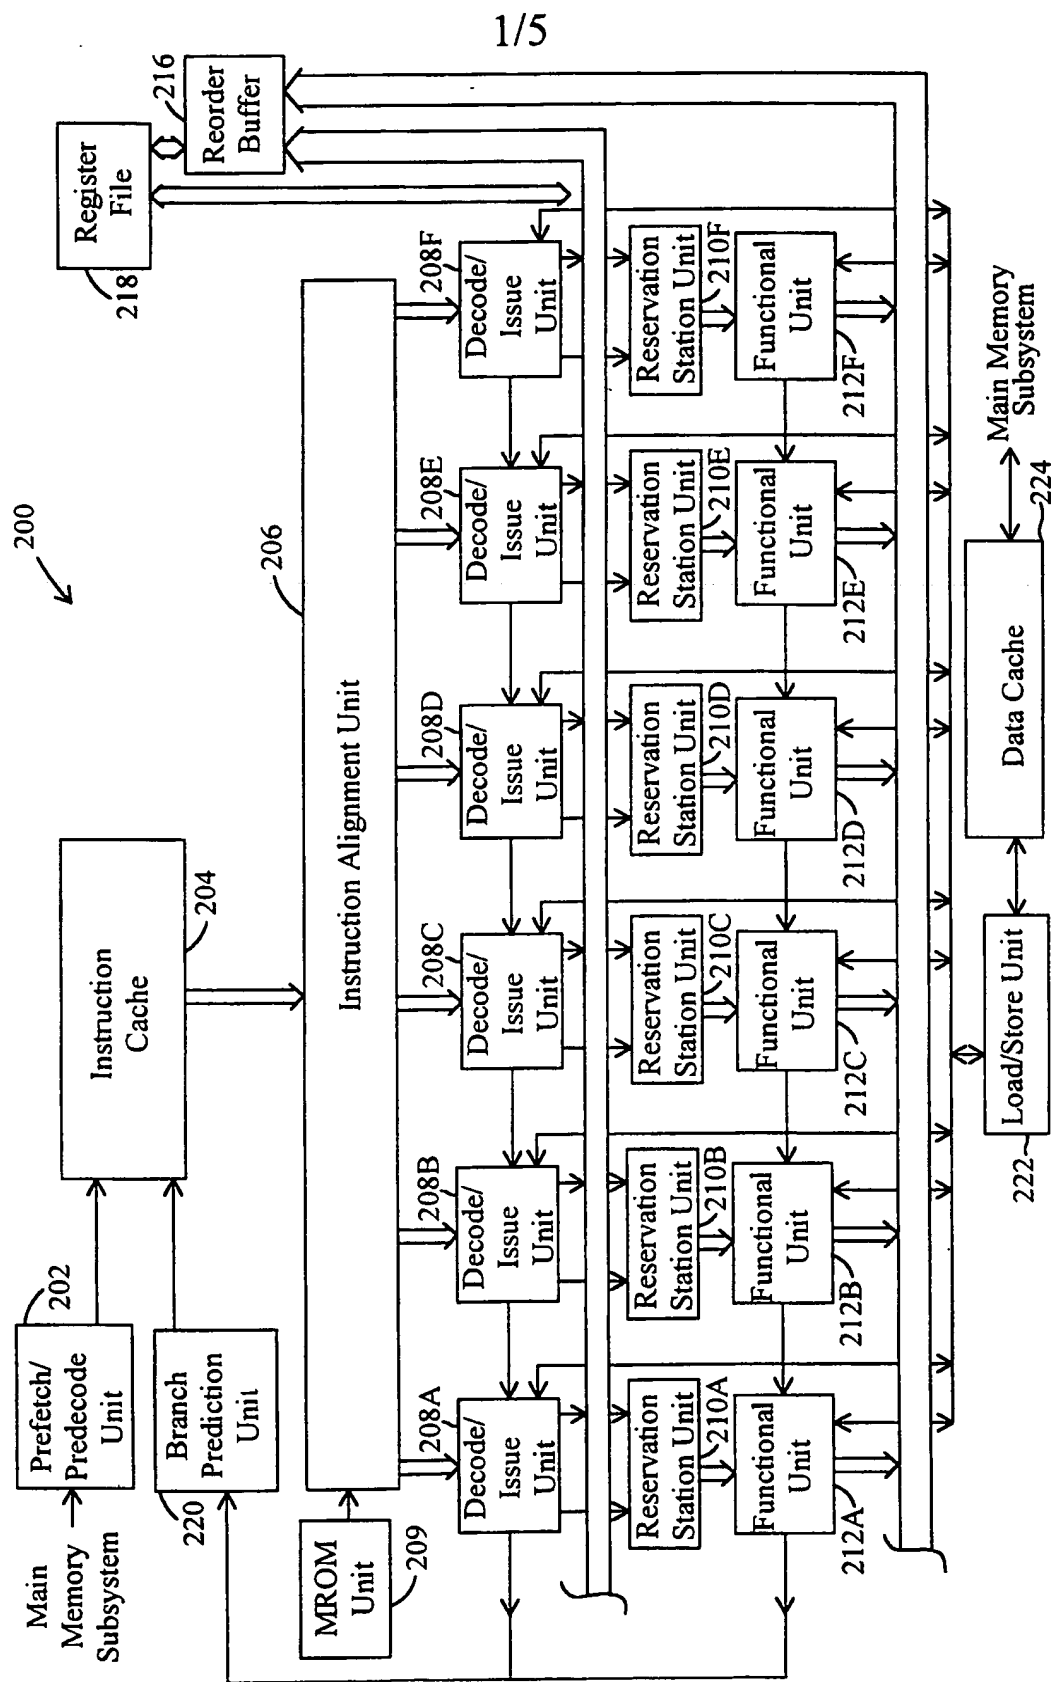 1/5
200
Main
Memory
Subsystem
Prefetch/
Predecode
Unit
202
Branch
Prediction
Unit
220
Instruction
Cache
204
Register
File
218
Reorder
Buffer
216
MROM
Unit
209
Instruction Alignment Unit
206
Decode/
Issue
Unit
208A
Decode/
Issue
Unit
208B
Decode/
Issue
Unit
208C
Decode/
Issue
Unit
208D
Decode/
Issue
Unit
208E
Decode/
Issue
Unit
208F
Reservation
Station Unit
210A
Reservation
Station Unit
210B
Reservation
Station Unit
210C
Reservation
Station Unit
210D
Reservation
Station Unit
210E
Reservation
Station Unit
210F
Functional
Unit
212A
Functional
Unit
212B
Functional
Unit
212C
Functional
Unit
212D
Functional
Unit
212E
Functional
Unit
212F
Load/Store Unit
222
Data Cache
224
Main Memory
Subsystem